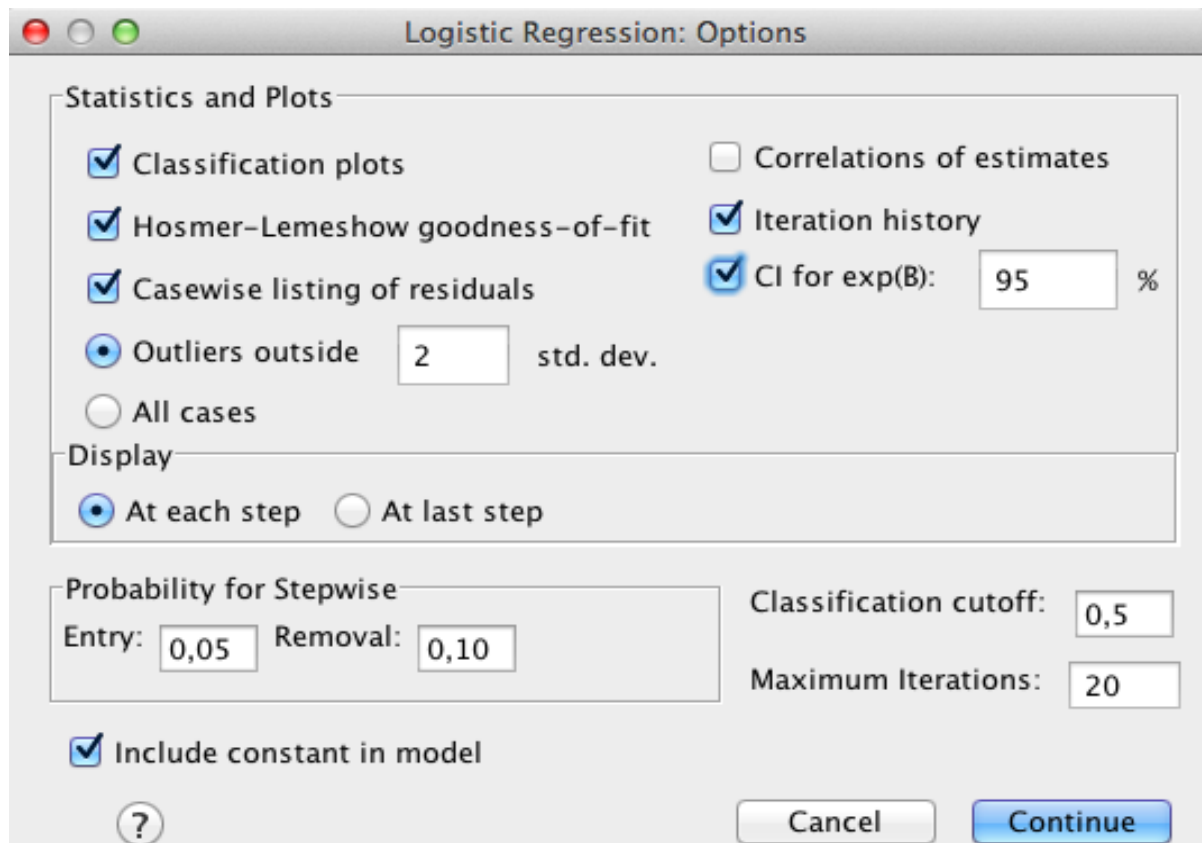 Logistic Regression: Options
Statistics and Plots
Classification plots
Correlations of estimates
Hosmer-Lemeshow goodness-of-fit
Iteration history
Casewise listing of residuals
CI for exp(B): 95 %
Outliers outside 2 std. dev.
All cases
Display
At each step At last step
Probability for Stepwise
Entry: 0,05 Removal: 0,10
Classification cutoff: 0,5
Maximum Iterations: 20
Include constant in model
? Cancel Continue